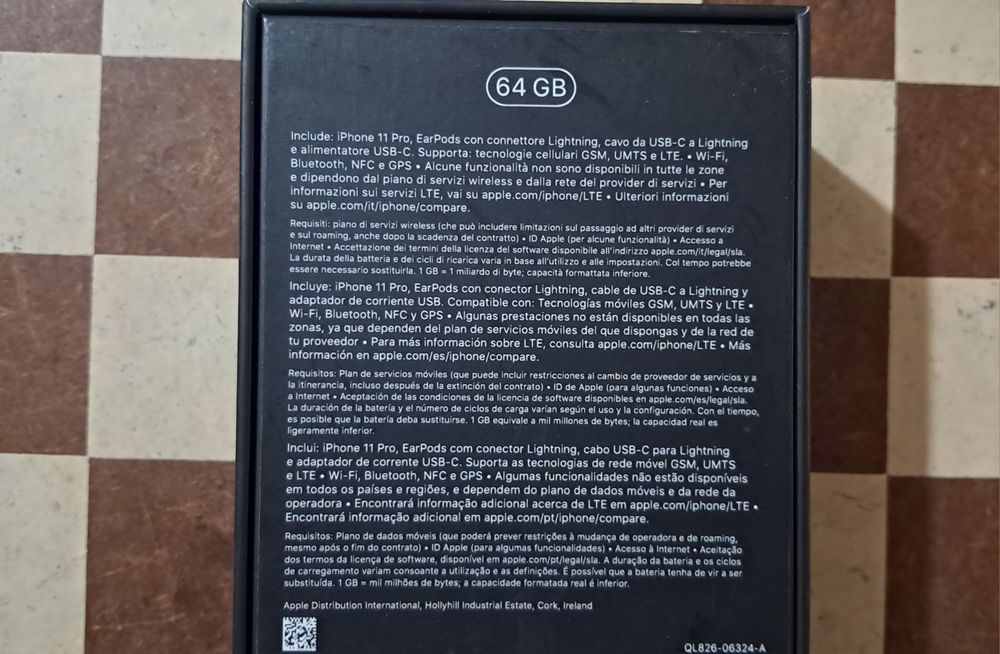 64 GB
Include: iPhone 11 Pro, EarPods con connettore Lightning, cavo da USB-C a Lightning
e alimentatore USB-C. Supporta: tecnologie cellulari GSM, UMTS e LTE. • Wi-Fi,
Bluetooth, NFC e GPS • Alcune funzionalità non sono disponibili in tutte le zone
e dipendono dal piano di servizi wireless e dalla rete del provider di servizi • Per
informazioni sui servizi LTE, vai su apple.com/iphone/LTE • Ulteriori informazioni
su apple.com/it/iphone/compare.
Requisiti: piano di servizi wireless (che può includere limitazioni sul passaggio ad altri provider di servizi
e sul roaming, anche dopo la scadenza del contratto) • ID Apple (per alcune funzionalità) • Accesso a
Internet • Accettazione dei termini della licenza del software disponibile all'indirizzo apple.com/it/legal/sla.
La durata della batteria e dei cicli di ricarica varia in base all'utilizzo e alle impostazioni. Col tempo potrebbe
essere necessario sostituirla. 1 GB = 1 miliardo di byte; capacità formattata inferiore.
Incluye: iPhone 11 Pro, EarPods con conector Lightning, cable de USB-C a Lightning y
adaptador de corriente USB. Compatible con: Tecnologías móviles GSM, UMTS y LTE •
Wi-Fi, Bluetooth, NFC y GPS • Algunas prestaciones no están disponibles en todas las
zonas, ya que dependen del plan de servicios móviles del que dispongas y de la red de
tu proveedor • Para más información sobre LTE, consulta apple.com/iphone/LTE • Más
información en apple.com/es/iphone/compare.
Requisitos: Plan de servicios móviles (que puede incluir restricciones al cambio de proveedor de servicios y a
la itinerancia, incluso después de la extinción del contrato) • ID de Apple (para algunas funciones) • Acceso
a Internet • Aceptación de las condiciones de la licencia de software disponibles en apple.com/es/legal/sla.
La duración de la batería y el número de ciclos de carga varían según el uso y la configuración. Con el tiempo,
es posible que la batería deba sustituirse. 1 GB equivale a mil millones de bytes; la capacidad real es
ligeramente inferior.
Inclui: iPhone 11 Pro, EarPods com conector Lightning, cabo USB-C para Lightning
e adaptador de corrente USB-C. Suporta as tecnologias de rede móvel GSM, UMTS
e LTE • Wi-Fi, Bluetooth, NFC e GPS • Algumas funcionalidades não estão disponíveis
em todos os países e regiões, e dependem do plano de dados móveis e da rede da
operadora • Encontrará informação adicional acerca de LTE em apple.com/iphone/LTE •
Encontrará informação adicional em apple.com/pt/iphone/compare.
Requisitos: Plano de dados móveis (que poderá prever restrições à mudança de operadora e de roaming,
mesmo após o fim do contrato) • ID Apple (para algumas funcionalidades) • Acesso à Internet • Aceitação
dos termos da licença de software, disponível em apple.com/pt/legal/sla. A duração da bateria e os ciclos
de carregamento variam consoante a utilização e as definições. É possível que a bateria tenha de vir a ser
substituída. 1 GB = mil milhões de bytes; a capacidade formatada real é inferior.
Apple Distribution International, Hollyhill Industrial Estate, Cork, Ireland
QL826-06324-A